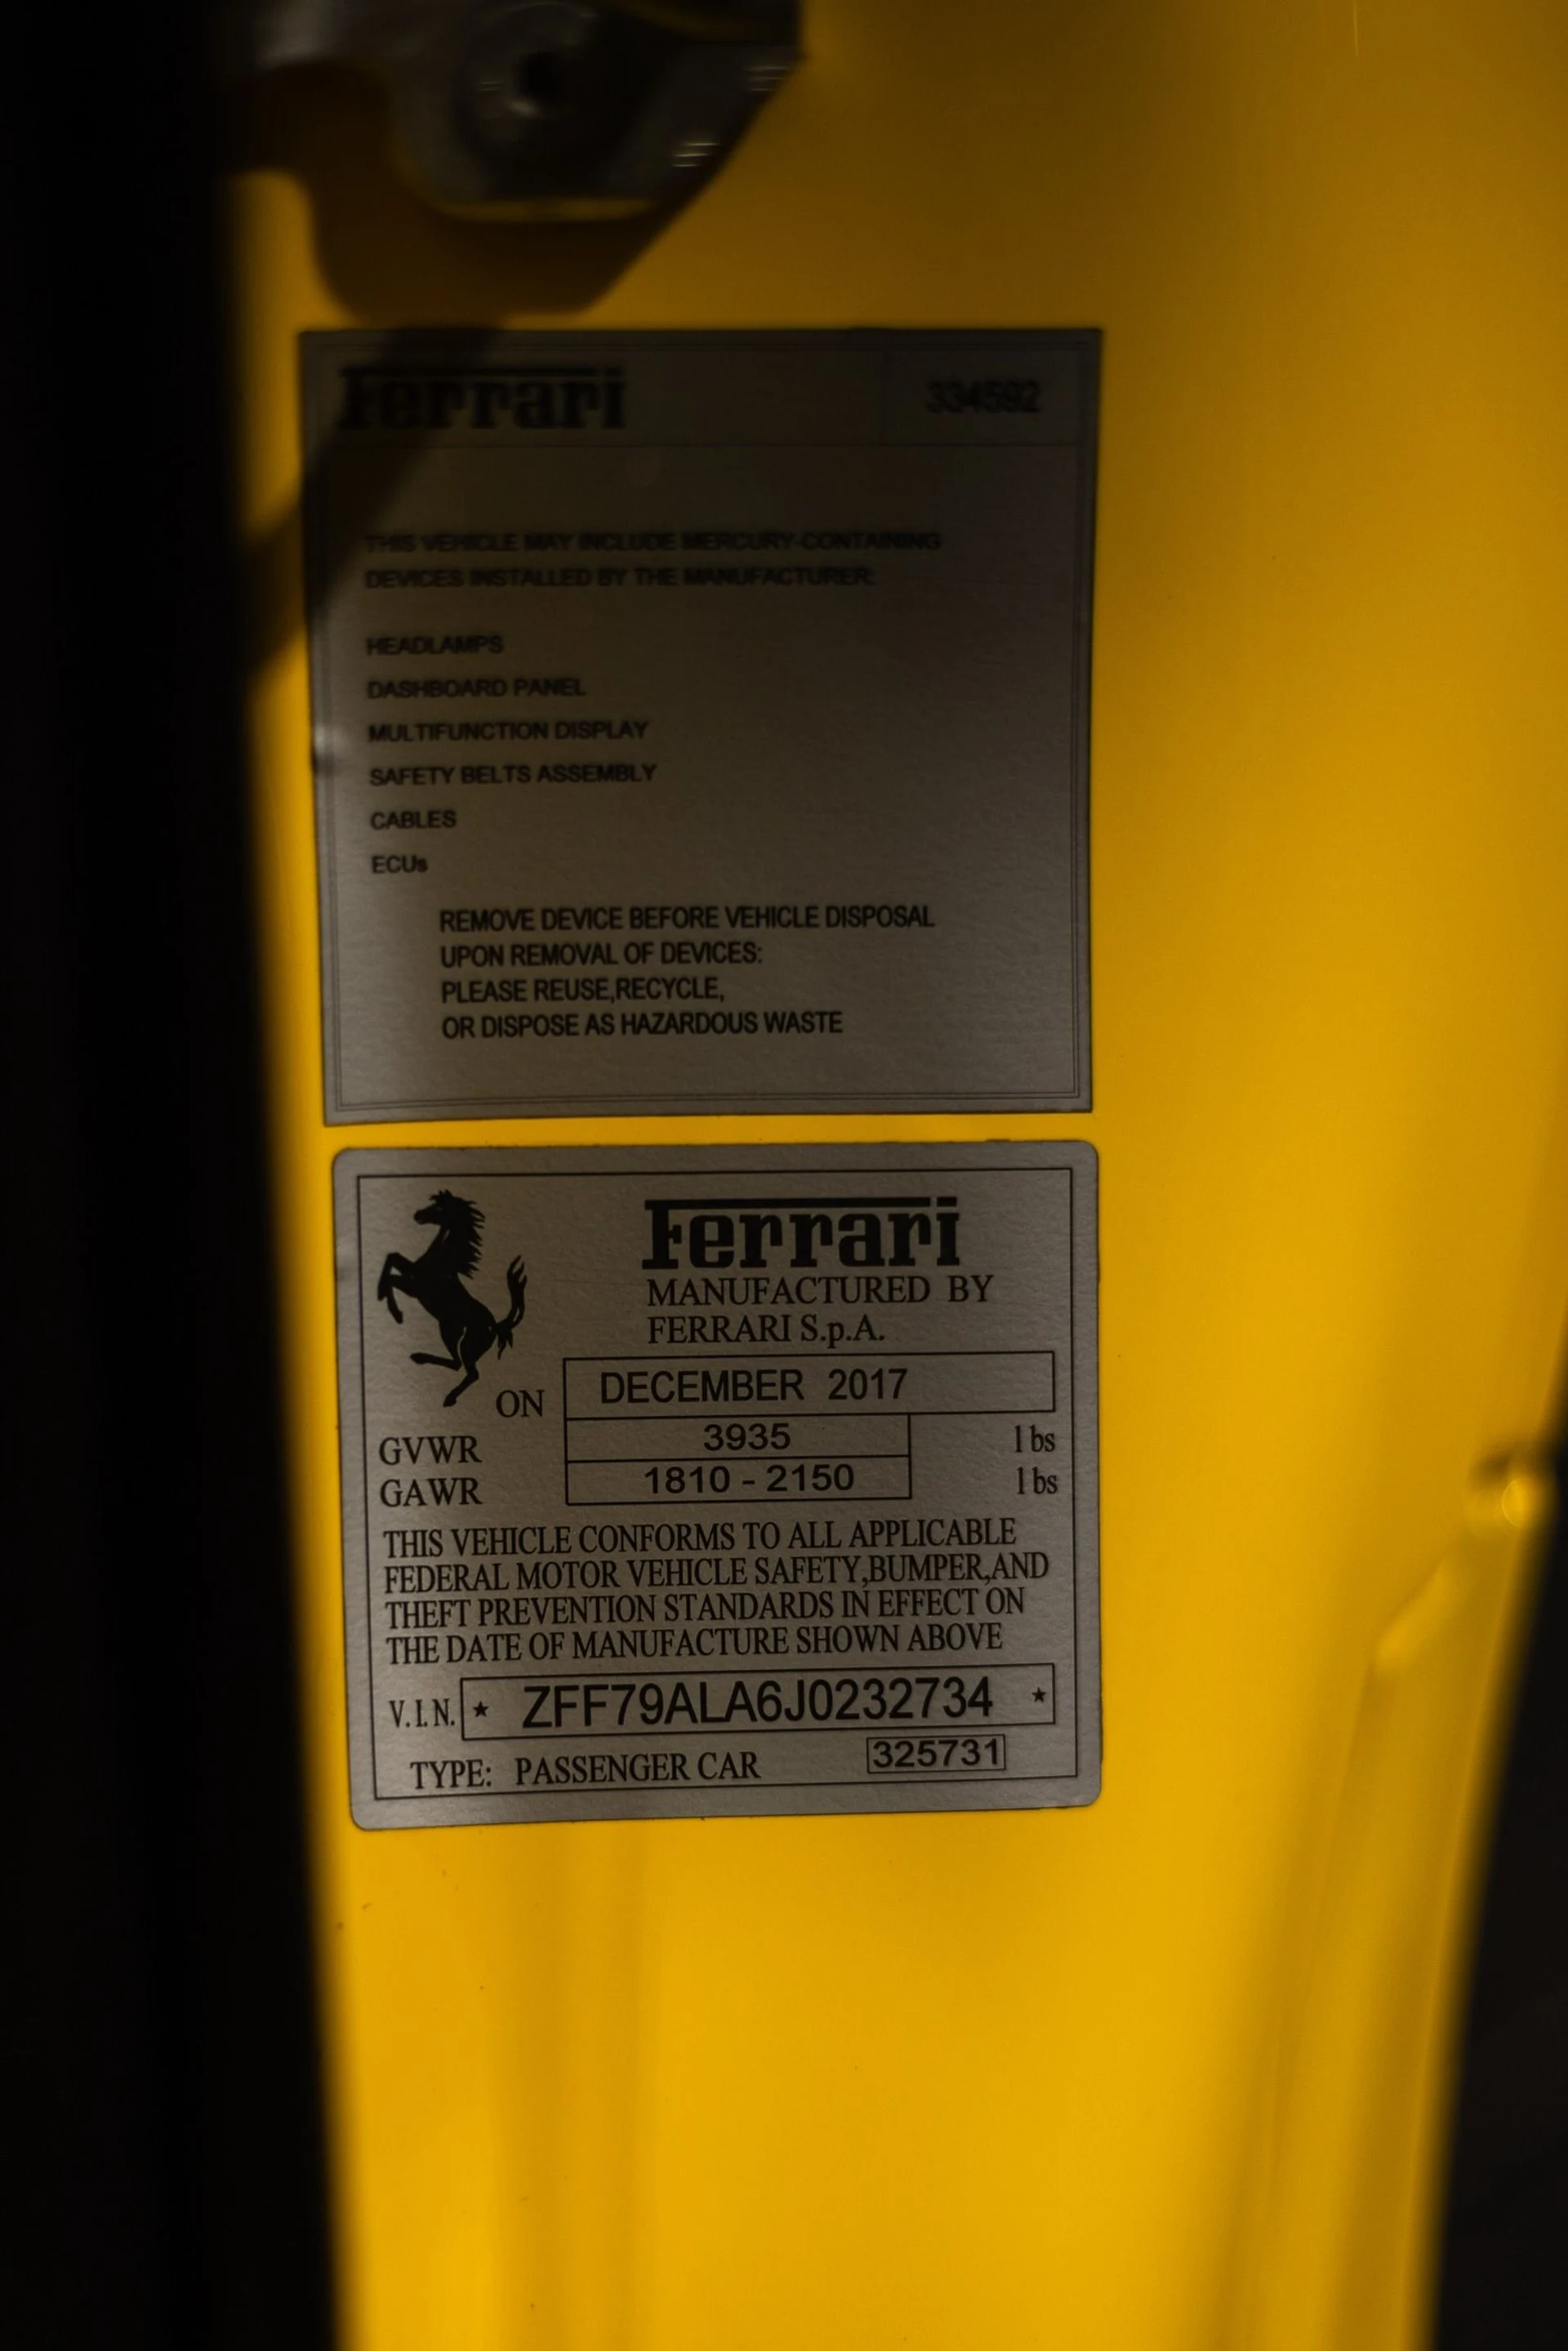 Ferrari 334592
THIS VEHICLE MAY INCLUDE MERCURY-CONTAINING
DEVICES INSTALLED BY THE MANUFACTURER:
HEADLAMPS
DASHBOARD PANEL
MULTIFUNCTION DISPLAY
SAFETY BELTS ASSEMBLY
CABLES
ECUs
REMOVE DEVICE BEFORE VEHICLE DISPOSAL
UPON REMOVAL OF DEVICES:
PLEASE REUSE,RECYCLE,
OR DISPOSE AS HAZARDOUS WASTE
Ferrari
MANUFACTURED BY
FERRARI S.p.A.
ON DECEMBER 2017
GVWR 3935 lbs
GAWR 1810 - 2150 lbs
THIS VEHICLE CONFORMS TO ALL APPLICABLE
FEDERAL MOTOR VEHICLE SAFETY,BUMPER,AND
THEFT PREVENTION STANDARDS IN EFFECT ON
THE DATE OF MANUFACTURE SHOWN ABOVE
V.I.N. ★ ZFF79ALA6J0232734 ★
TYPE: PASSENGER CAR 325731